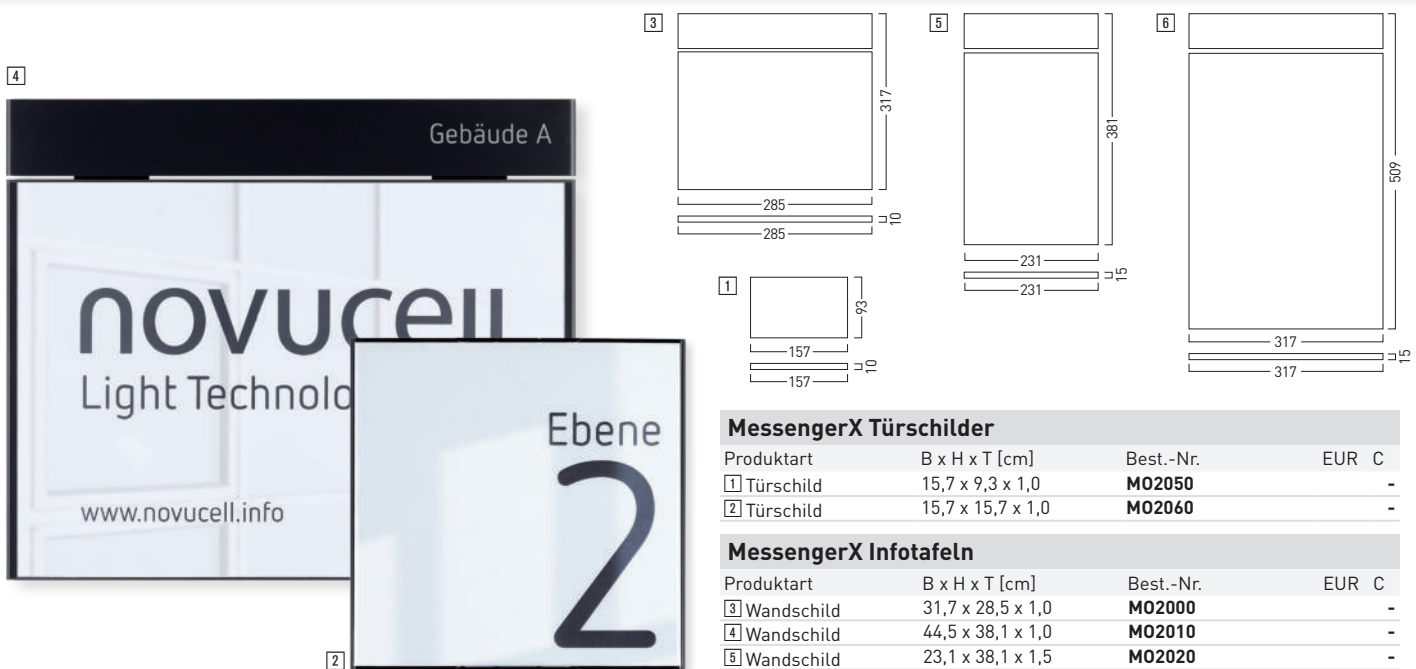 4
Gebäude A
novucell
Light Technolo
www.novucell.info
Ebene
2
2
3
317
285
10
285
5
381
231
15
231
6
509
317
15
317
1
93
157
10
157
MessengerX Türschilder
Produktart B x H x T [cm] Best.-Nr. EUR C
1 Türschild 15,7 x 9,3 x 1,0 MO2050 -
2 Türschild 15,7 x 15,7 x 1,0 MO2060 -
MessengerX Infotafeln
Produktart B x H x T [cm] Best.-Nr. EUR C
3 Wandschild 31,7 x 28,5 x 1,0 MO2000 -
4 Wandschild 44,5 x 38,1 x 1,0 MO2010 -
5 Wandschild 23,1 x 38,1 x 1,5 MO2020 -